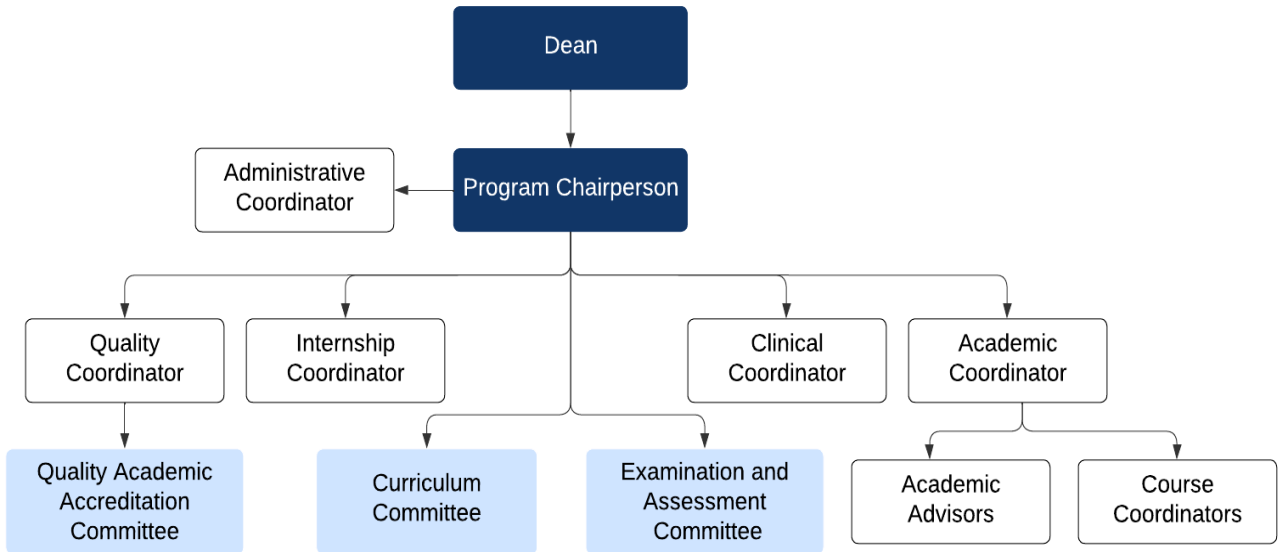 Dean
Administrative
Coordinator
Program Chairperson
Quality
Coordinator
Internship
Coordinator
Clinical
Coordinator
Academic
Coordinator
Quality Academic
Accreditation
Committee
Curriculum
Committee
Examination and
Assessment
Committee
Academic
Advisors
Course
Coordinators